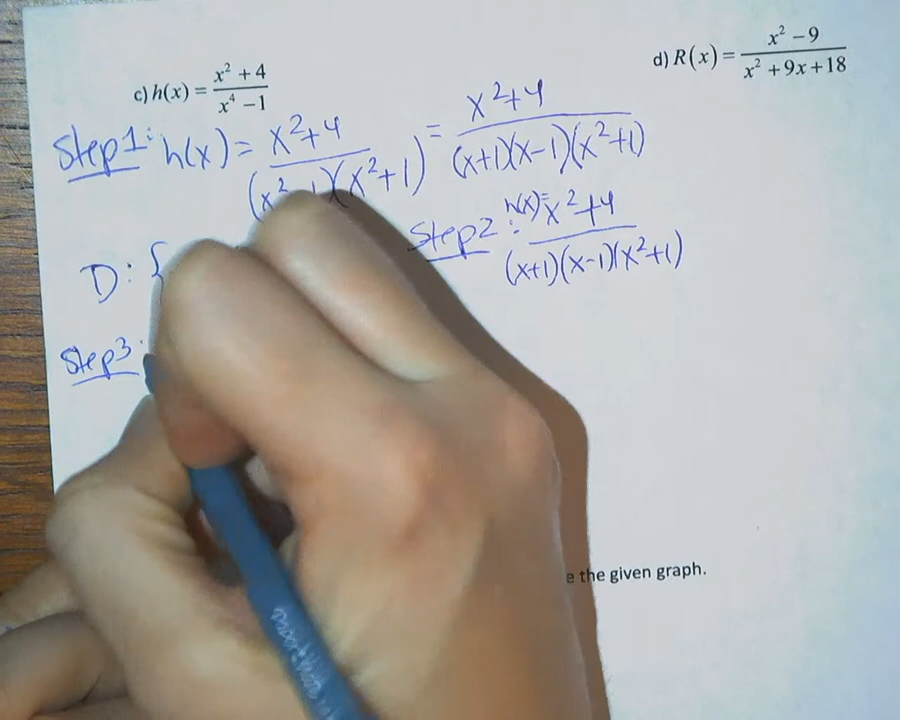 c) h(x) = (x² + 4)/(x⁴ − 1)
d) R(x) = (x² − 9)/(x² + 9x + 18)
Step 1: h(x) = (x²+4)/((x²-1)(x²+1)) = (x²+4)/((x+1)(x-1)(x²+1))
Step 2: h(x)= (x²+4)/((x+1)(x-1)(x²+1))
D: {
Step 3:
the given graph.